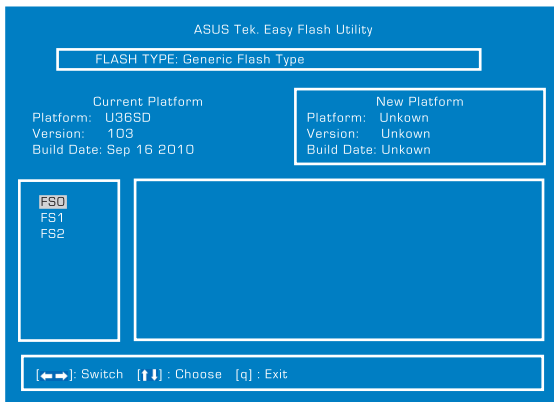 ASUS Tek. Easy Flash Utility
FLASH TYPE: Generic Flash Type
Current Platform
Platform: U36SD
Version: 103
Build Date: Sep 16 2010
New Platform
Platform: Unkown
Version: Unkown
Build Date: Unkown
FS0
FS1
FS2
[←→]: Switch [↑↓] : Choose [q] : Exit